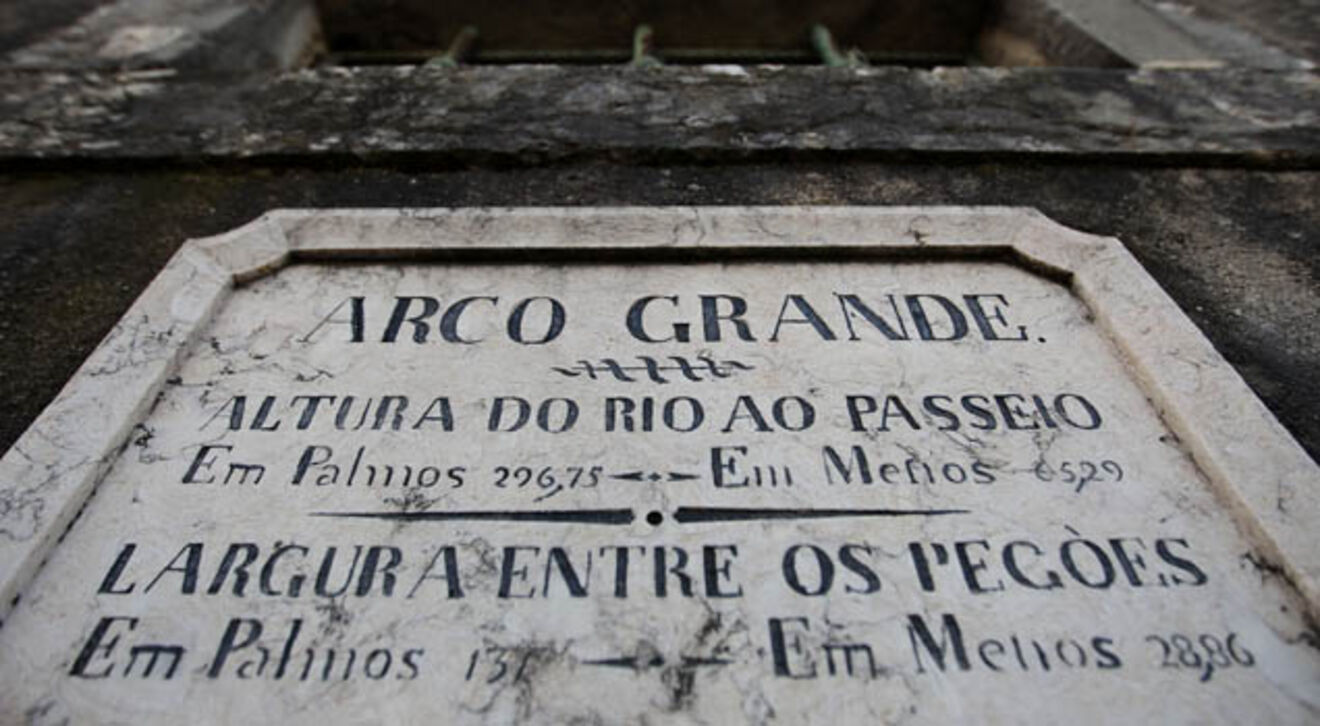 ARCO GRANDE.
ALTURA DO RIO AO PASSEIO
Em Palmos 296,75 Em Metros 65,29
LARGURA ENTRE OS PEGÒES
Em Palmos Em Metros 28,86